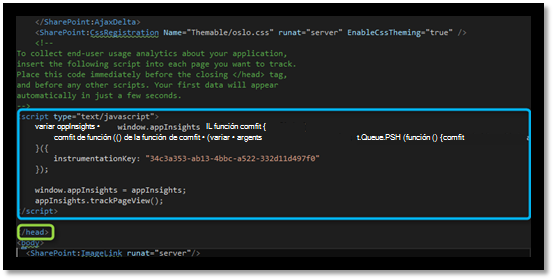 </SharePoint:AjaxDelta>
<SharePoint:CssRegistration Name="Themable/oslo.css" runat="server" EnableCssTheming="true" />
<!--
To collect end-user usage analytics about your application,
insert the following script into each page you want to track.
Place this code immediately before the closing </head> tag,
and before any other scripts. Your first data will appear
automatically in just a few seconds.
-->
script type="text/javascript">
variar oppInsights • window.appInsights IL función comfit {
comfit de función (() de la función de comfit • (variar • argents t.Queue.PSH (función () {comfit a
}({
instrumentationKey: "34c3a353-ab13-4bbc-a522-332d11d497f0"
});
window.appInsights = appInsights;
appInsights.trackPageView();
</script>
/head>
<body>
<SharePoint:ImageLink runat="server"/>